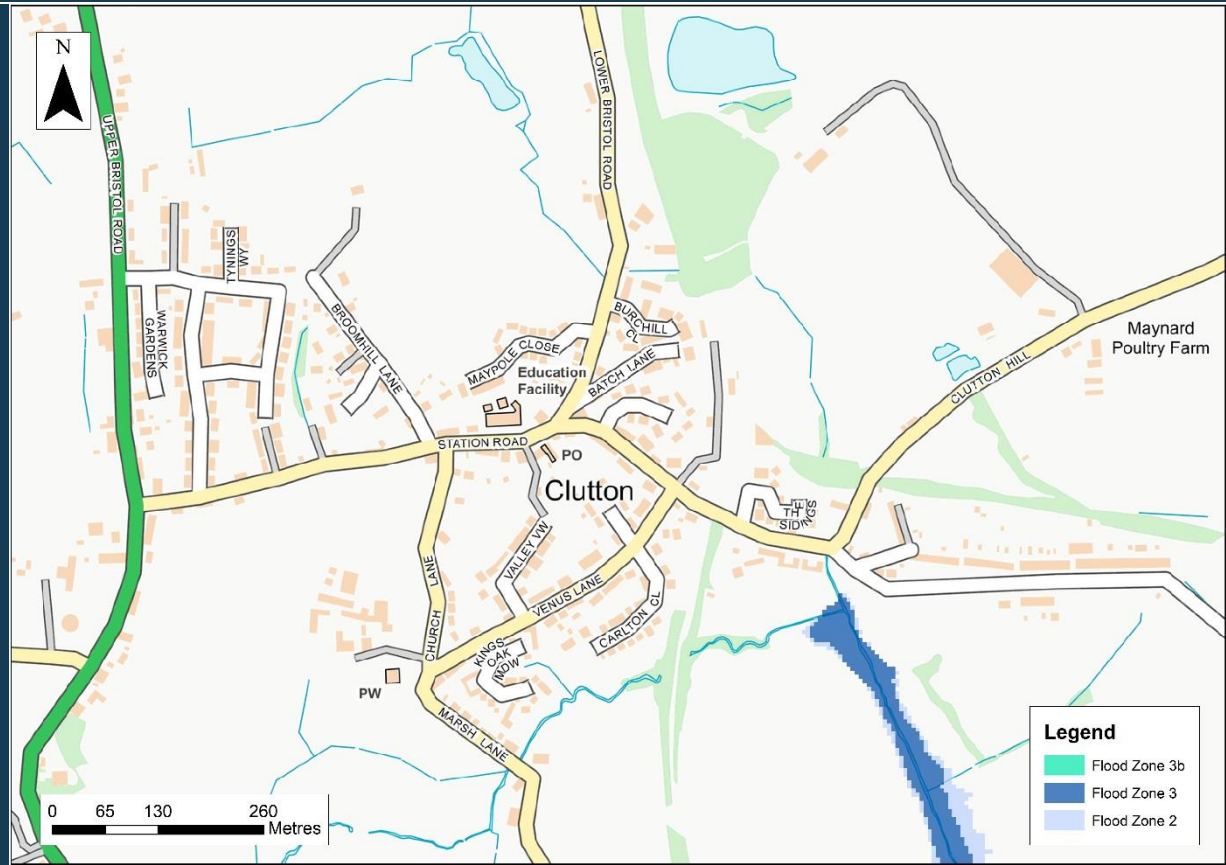 N
UPPER BRISTOL ROAD
LOWER BRISTOL ROAD
TYNINGS
WY
WARWICK
GARDENS
BROOMHILL LANE
MAYPOLE CLOSE
BURCHILL
CL
BATCH LANE
Education
Facility
STATION ROAD
PO
Clutton
CLUTTON HILL
Maynard
Poultry Farm
THE
SIDINGS
VALLEY VW
VENUS LANE
CARLTON CL
CHURCH LANE
KINGS
OAK
MDW
PW
MARSH LANE
Legend
Flood Zone 3b
Flood Zone 3
Flood Zone 2
0 65 130 260
Metres